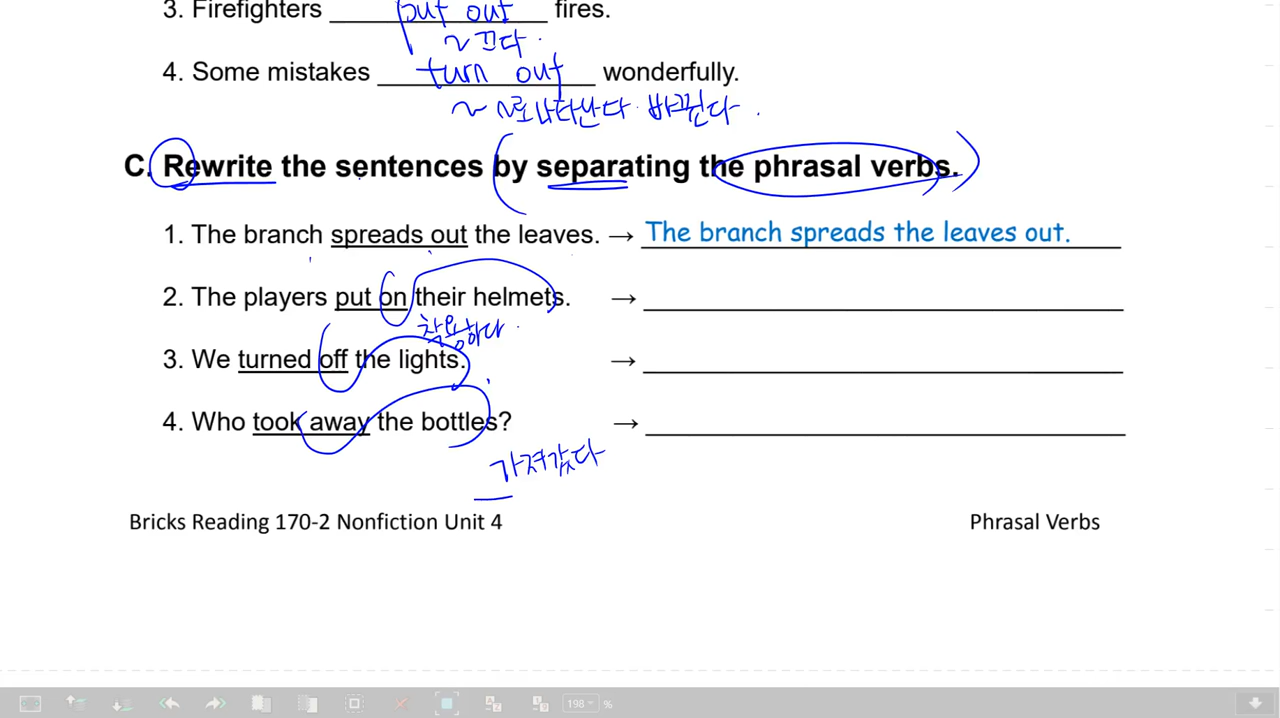 3. Firefighters put out fires.
~ 끄다.
4. Some mistakes turn out wonderfully.
~ 로 나타난다. 바뀐다.
C. Rewrite the sentences by separating the phrasal verbs.
1. The branch spreads out the leaves. → The branch spreads the leaves out.
2. The players put on their helmets. →
착용하다.
3. We turned off the lights. →
4. Who took away the bottles? →
가져갔다
Bricks Reading 170-2 Nonfiction Unit 4 Phrasal Verbs
198 %